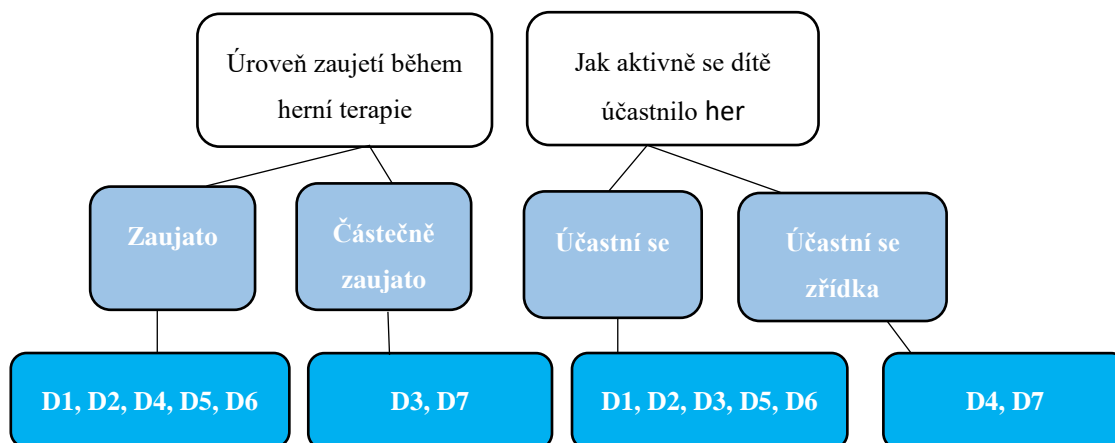 Úroveň zaujetí během
herní terapie
Jak aktivně se dítě
účastnilo her
Zaujato
Částečně
zaujato
Účastní se
Účastní se
zřídka
D1, D2, D4, D5, D6
D3, D7
D1, D2, D3, D5, D6
D4, D7